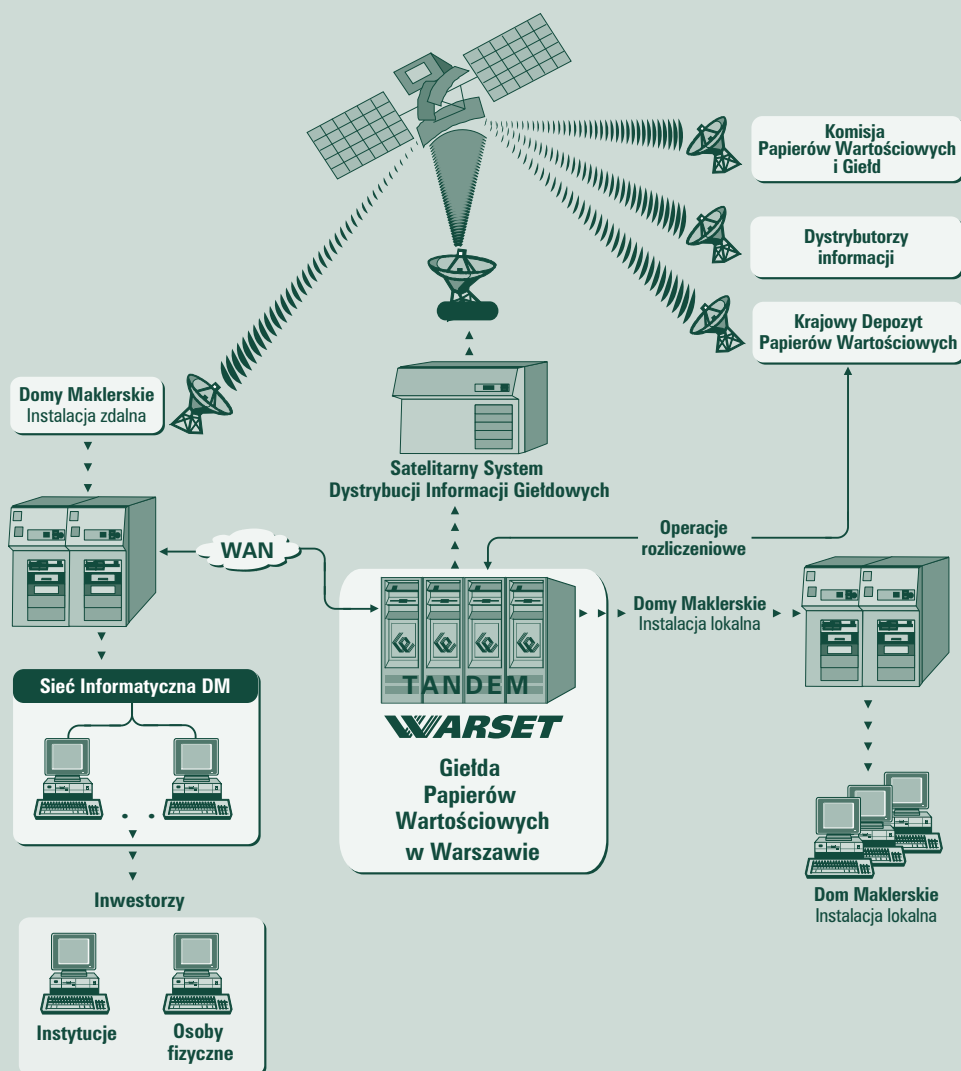 Komisja
Papierów Wartościowych
i Giełd
Dystrybutorzy
informacji
Krajowy Depozyt
Papierów Wartościowych
Domy Maklerskie
Instalacja zdalna
Satelitarny System
Dystrybucji Informacji Giełdowych
WAN
Operacje
rozliczeniowe
Domy Maklerskie
Instalacja lokalna
TANDEM
WARSET
Giełda
Papierów
Wartościowych
w Warszawie
Sieć Informatyczna DM
Inwestorzy
Instytucje
Osoby
fizyczne
Dom Maklerskie
Instalacja lokalna